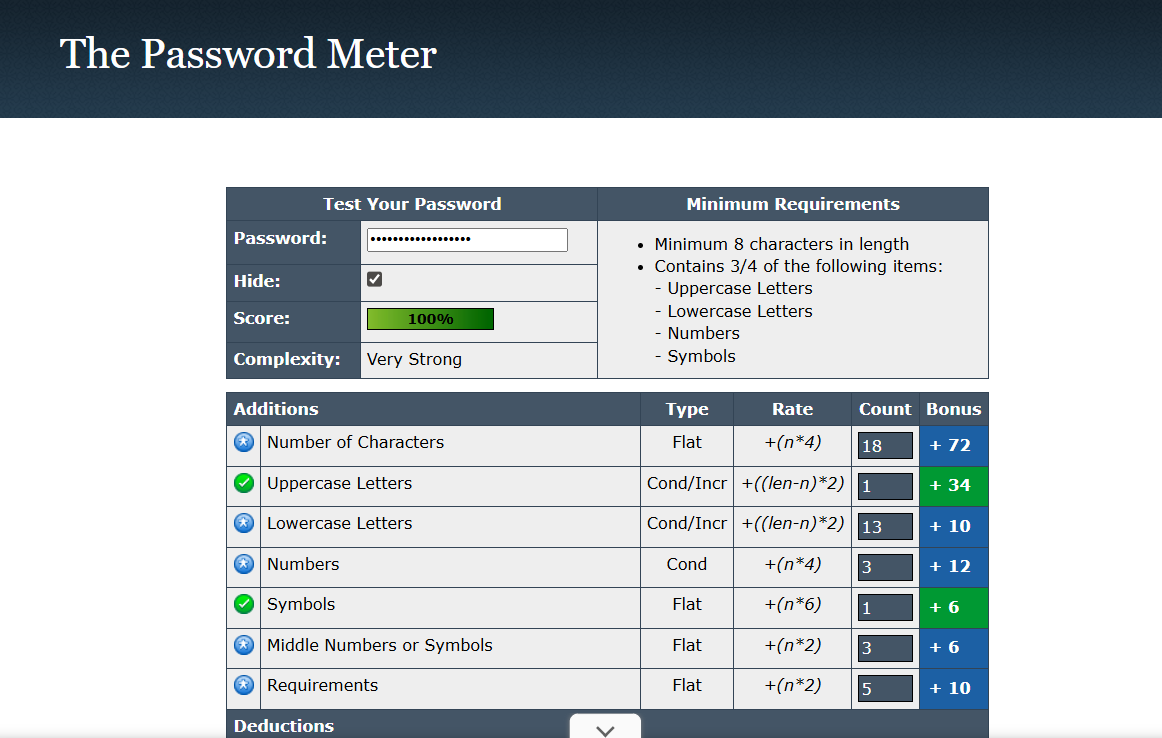 The Password Meter
Test Your Password
Minimum Requirements
Password: ••••••••••••••••••
Hide:
Score: 100%
Complexity: Very Strong
• Minimum 8 characters in length
• Contains 3/4 of the following items:
- Uppercase Letters
- Lowercase Letters
- Numbers
- Symbols
Additions Type Rate Count Bonus
Number of Characters Flat +(n*4) 18 + 72
Uppercase Letters Cond/Incr +((len-n)*2) 1 + 34
Lowercase Letters Cond/Incr +((len-n)*2) 13 + 10
Numbers Cond +(n*4) 3 + 12
Symbols Flat +(n*6) 1 + 6
Middle Numbers or Symbols Flat +(n*2) 3 + 6
Requirements Flat +(n*2) 5 + 10
Deductions